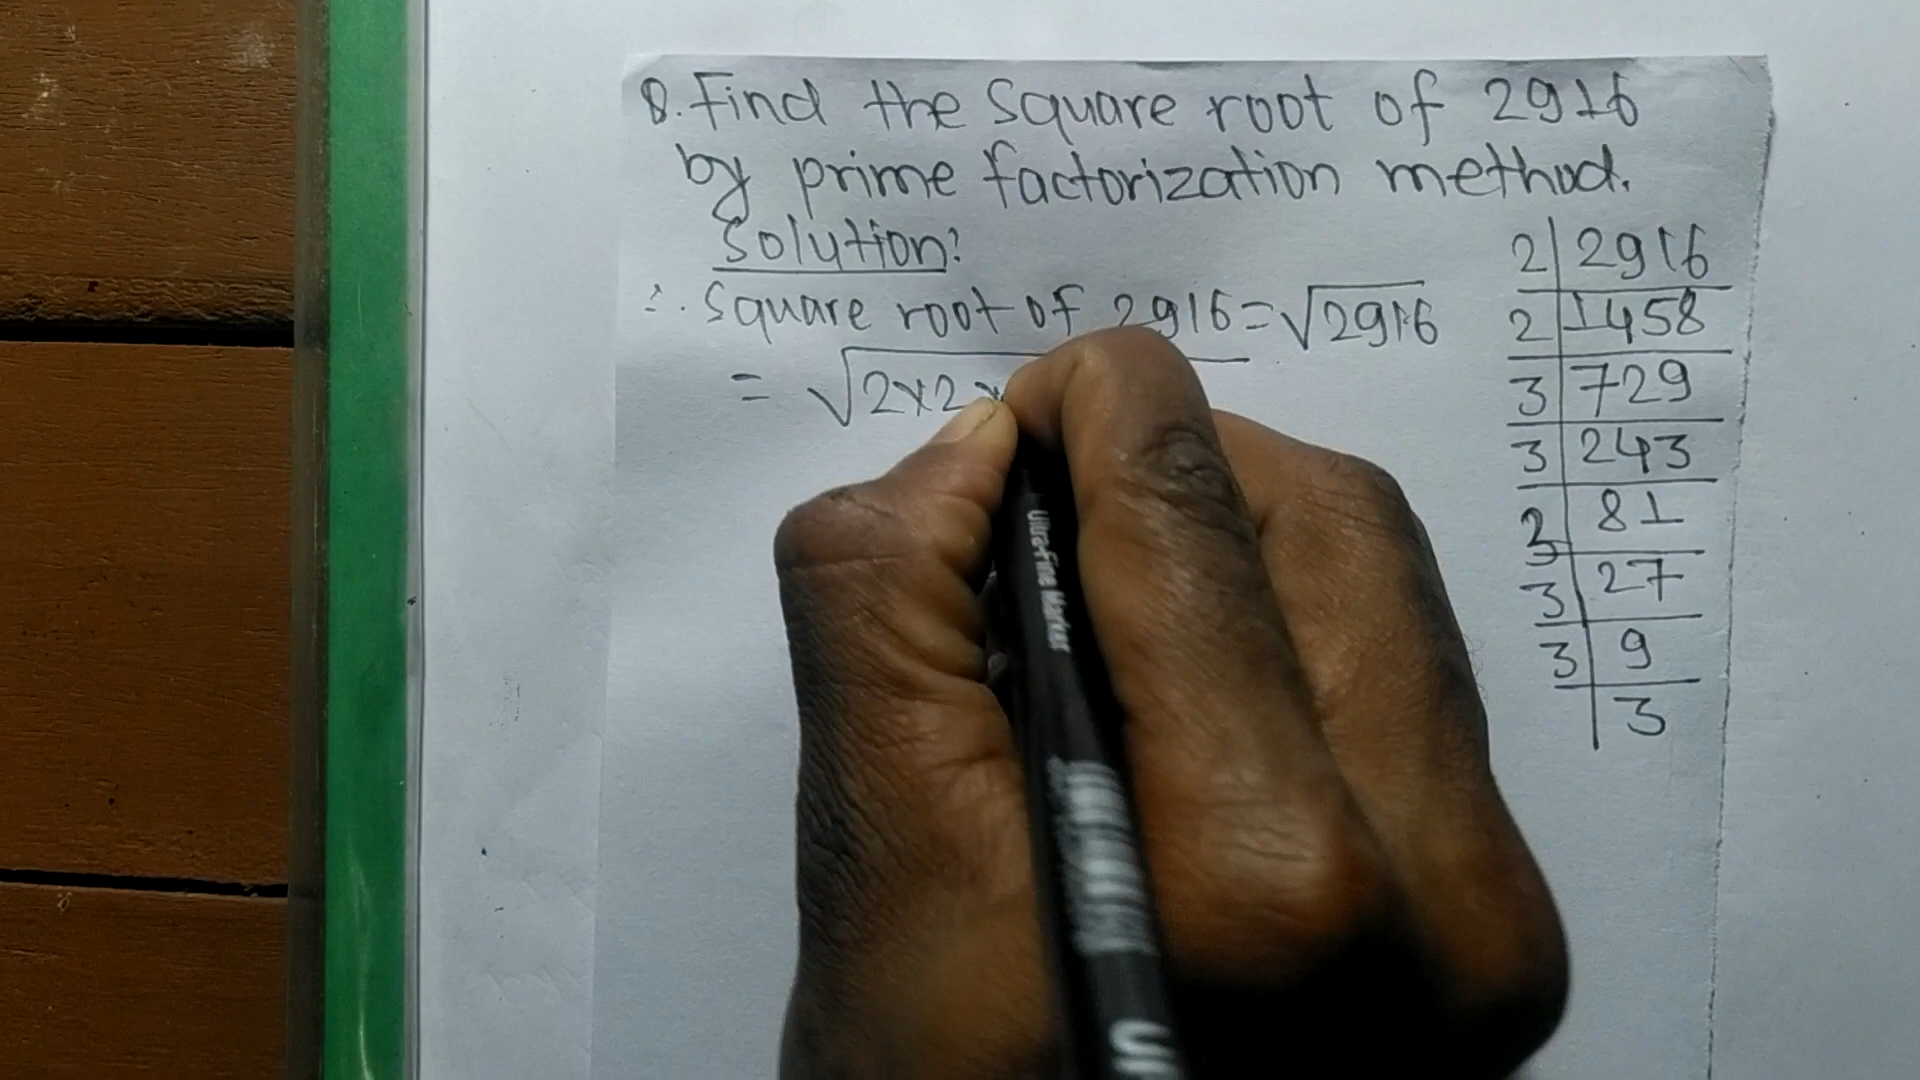 Q. Find the square root of 2916
by prime factorization method.
Solution:
∴ Square root of 2916 = √2916
= √2×2×
2 | 2916
2 | 1458
3 | 729
3 | 243
3 | 81
3 | 27
3 | 9
3
Ultra-Fine Marker